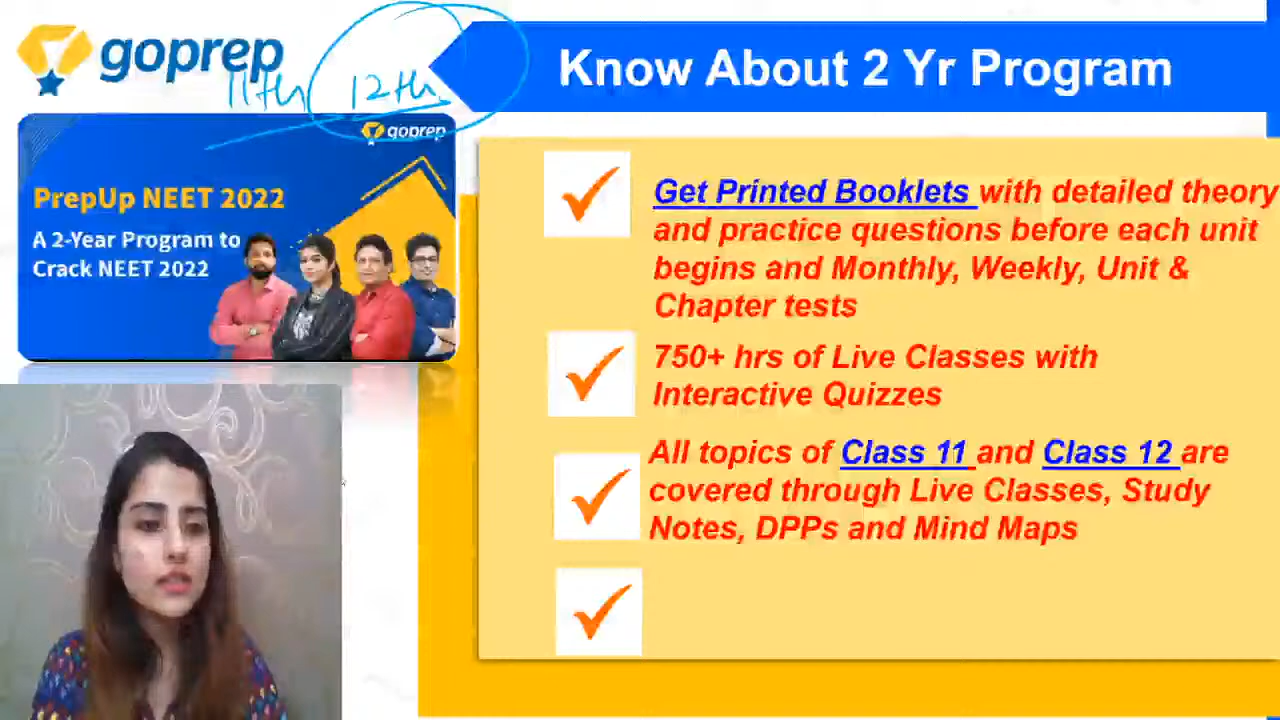 goprep
11th 12th
Know About 2 Yr Program
goprep
PrepUp NEET 2022
A 2-Year Program to
Crack NEET 2022
Get Printed Booklets with detailed theory
and practice questions before each unit
begins and Monthly, Weekly, Unit &
Chapter tests
750+ hrs of Live Classes with
Interactive Quizzes
All topics of Class 11 and Class 12 are
covered through Live Classes, Study
Notes, DPPs and Mind Maps